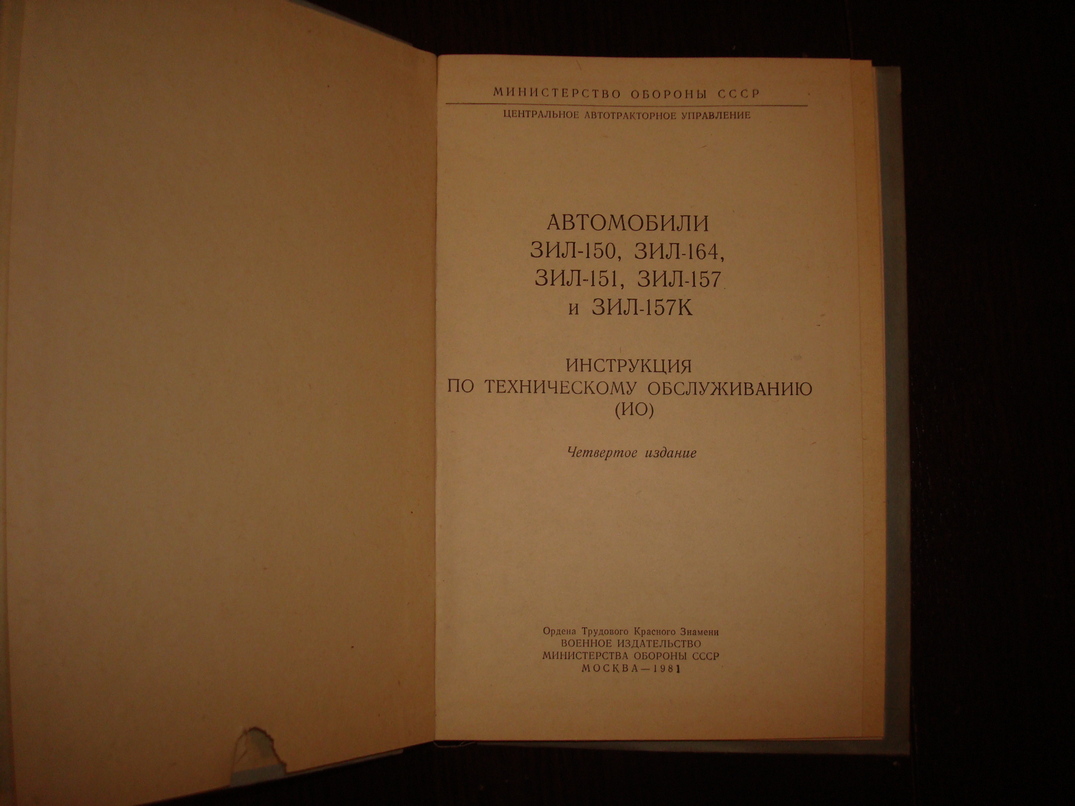 МИНИСТЕРСТВО ОБОРОНЫ СССР
ЦЕНТРАЛЬНОЕ АВТОТРАКТОРНОЕ УПРАВЛЕНИЕ
АВТОМОБИЛИ
ЗИЛ-150, ЗИЛ-164,
ЗИЛ-151, ЗИЛ-157
и ЗИЛ-157К
ИНСТРУКЦИЯ
ПО ТЕХНИЧЕСКОМУ ОБСЛУЖИВАНИЮ
(ИО)
Четвертое издание
Ордена Трудового Красного Знамени
ВОЕННОЕ ИЗДАТЕЛЬСТВО
МИНИСТЕРСТВА ОБОРОНЫ СССР
МОСКВА — 1981